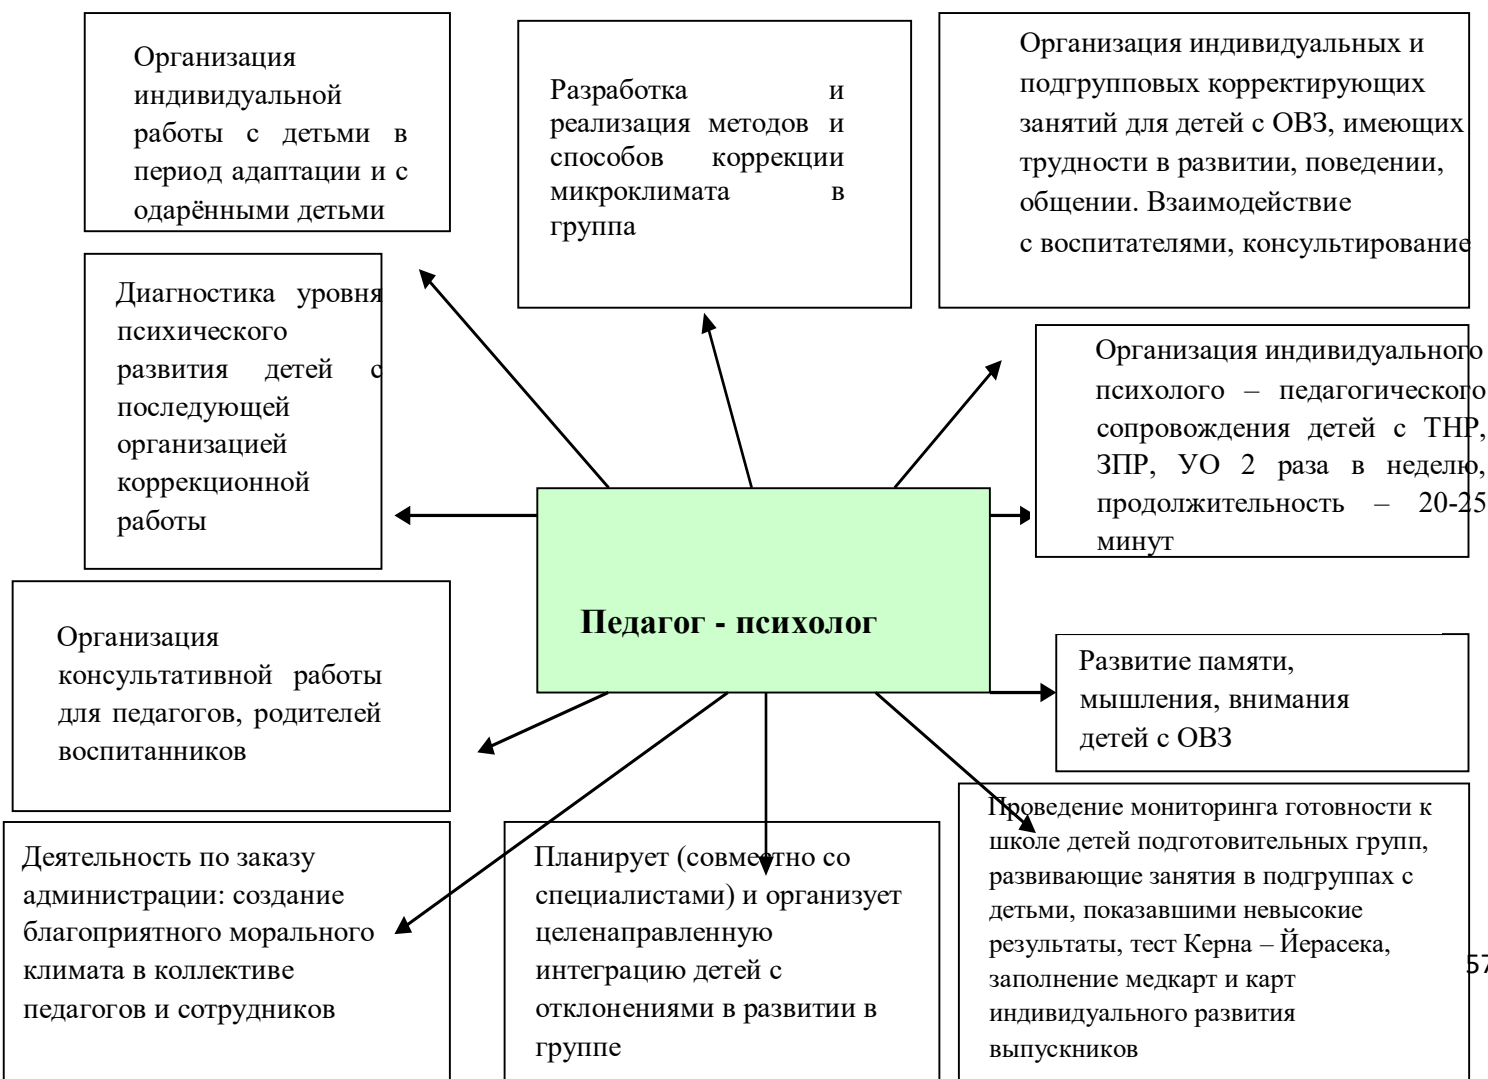 Организация
индивидуальной
работы с детьми в
период адаптации и с
одарёнными детьми
Разработка и
реализация методов и
способов коррекции
микроклимата в
группа
Организация индивидуальных и
подгрупповых корректирующих
занятий для детей с ОВЗ, имеющих
трудности в развитии, поведении,
общении. Взаимодействие
с воспитателями, консультирование
Диагностика уровня
психического
развития детей с
последующей
организацией
коррекционной
работы
Организация индивидуального
психолого – педагогического
сопровождения детей с ТНР,
ЗПР, УО 2 раза в неделю,
продолжительность – 20-25
минут
Педагог - психолог
Организация
консультативной работы
для педагогов, родителей
воспитанников
Развитие памяти,
мышления, внимания
детей с ОВЗ
Деятельность по заказу
администрации: создание
благоприятного морального
климата в коллективе
педагогов и сотрудников
Планирует (совместно со
специалистами) и организует
целенаправленную
интеграцию детей с
отклонениями в развитии в
группе
Проведение мониторинга готовности к
школе детей подготовительных групп,
развивающие занятия в подгруппах с
детьми, показавшими невысокие
результаты, тест Керна – Йерасека,
заполнение медкарт и карт
индивидуального развития
выпускников
57